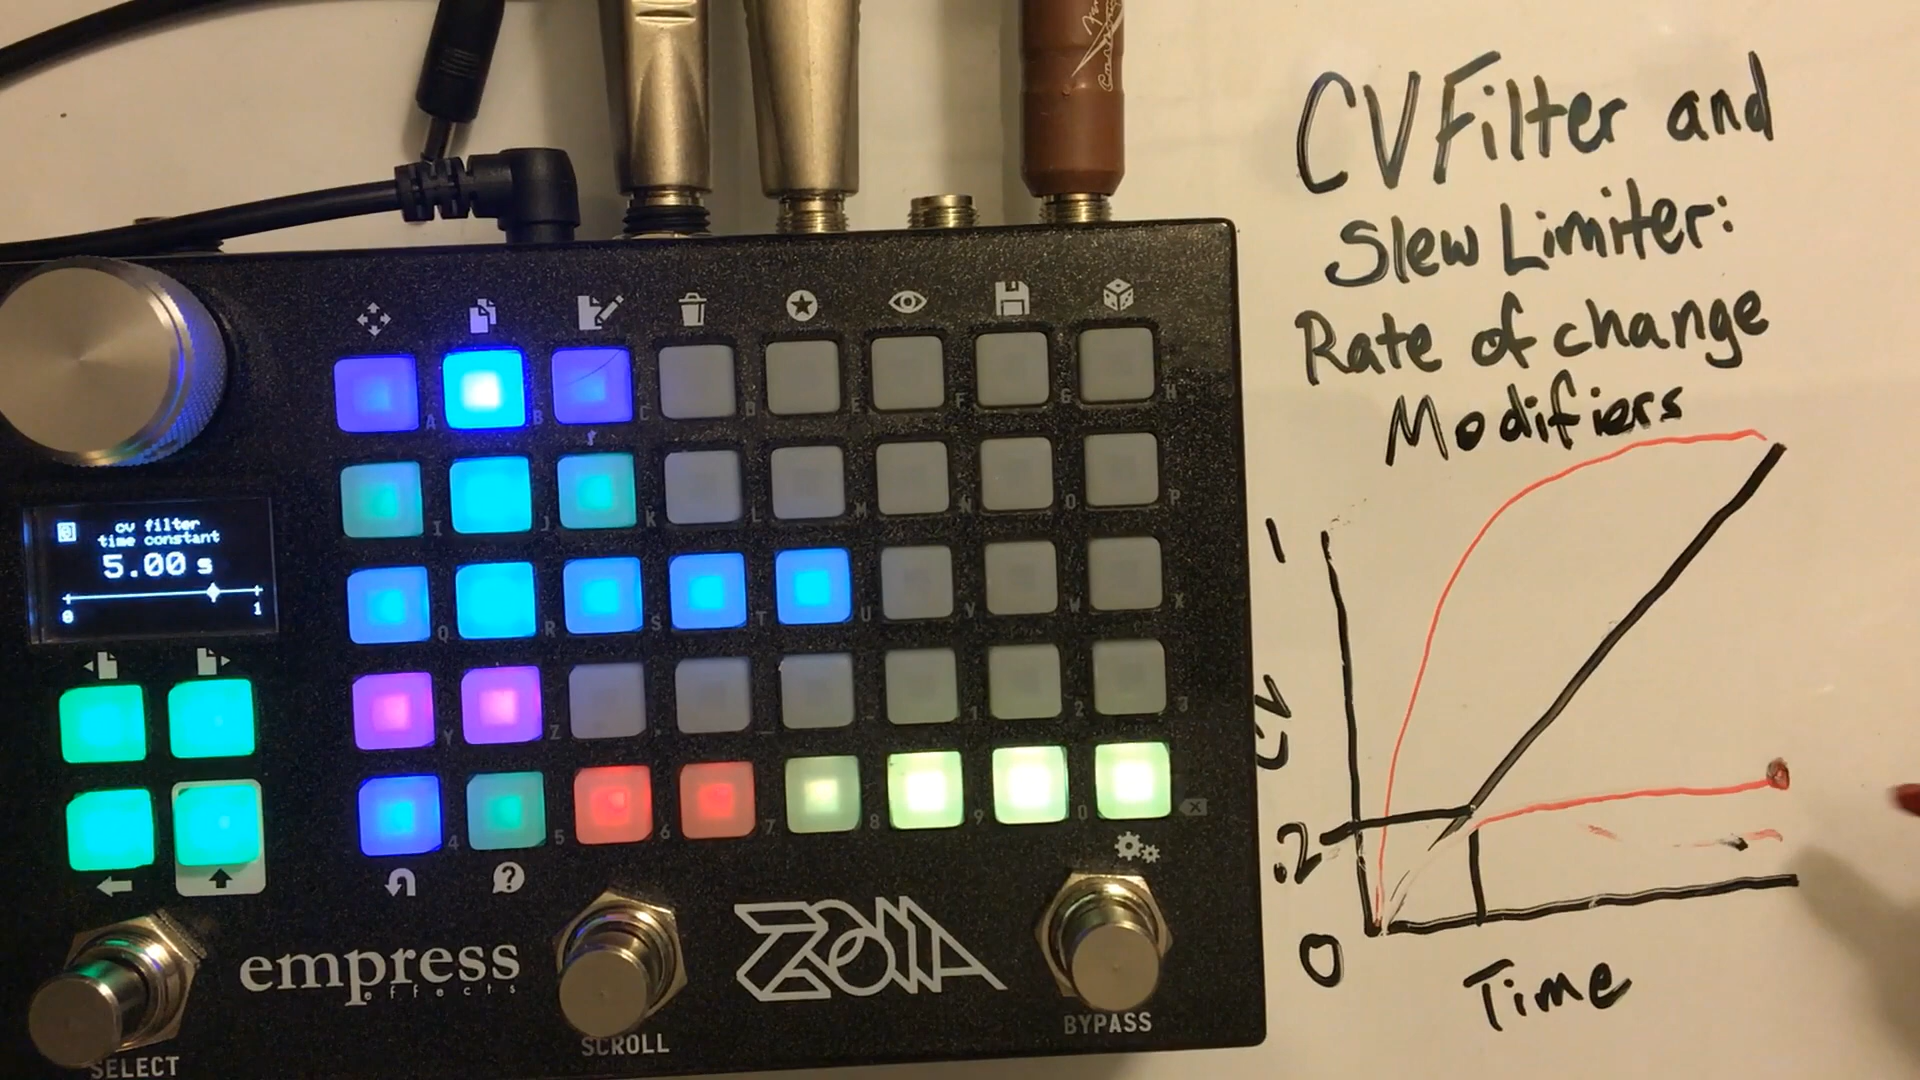 CV Filter and
Slew Limiter:
Rate of change
Modifiers
1
CV
.2
0
Time
cv filter
time constant
5.00 s
0 1
A B C D E F G H
I J K L M N O P
Q R S T U V W X
Y Z . _ - 1 2 3
4 5 6 7 8 9 0
empress
effects
ZOIA
SELECT
SCROLL
BYPASS